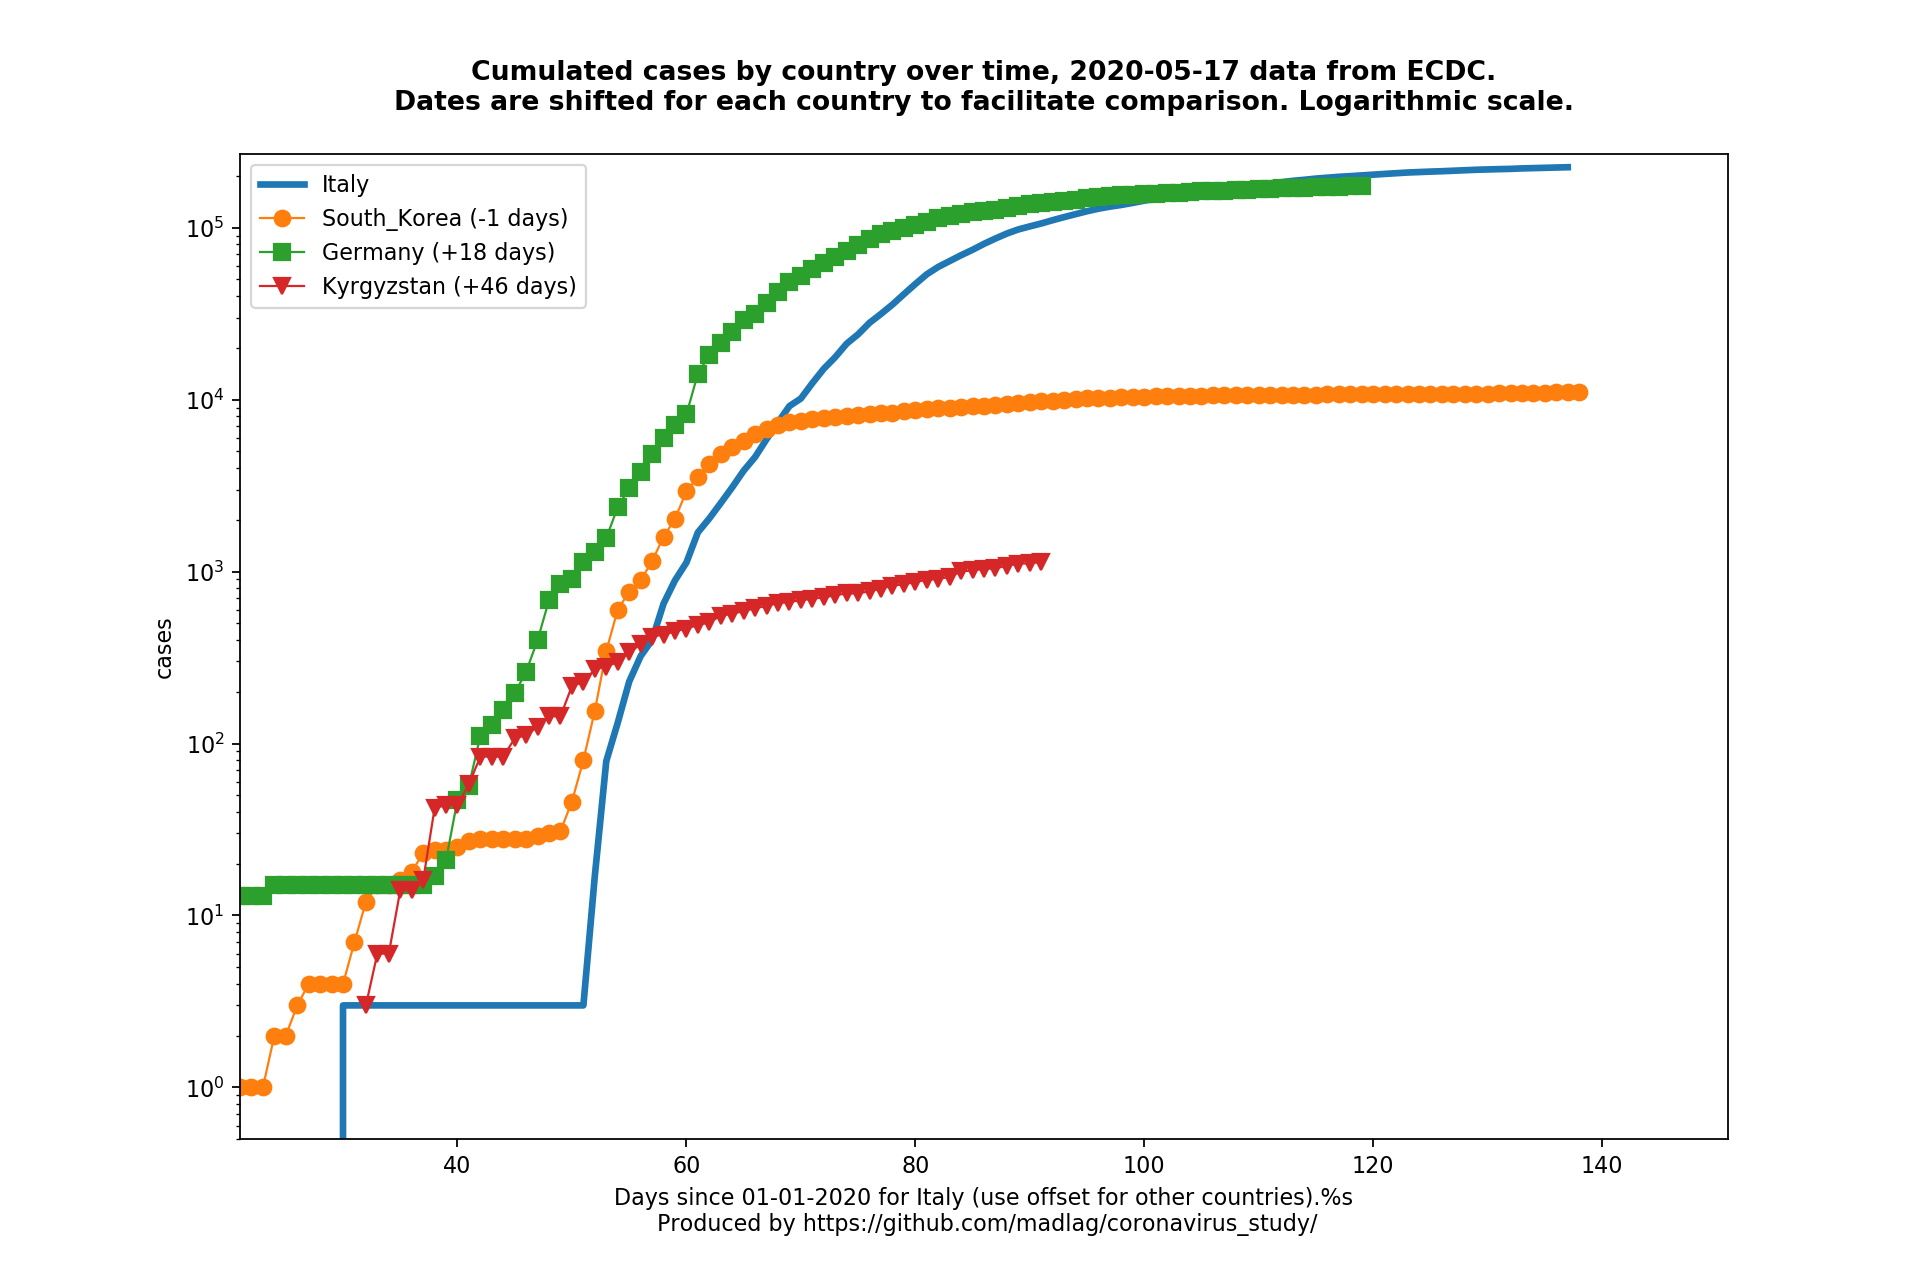 Cumulated cases by country over time, 2020-05-17 data from ECDC.
Dates are shifted for each country to facilitate comparison. Logarithmic scale.
Italy
South_Korea (-1 days)
Germany (+18 days)
Kyrgyzstan (+46 days)
10^5
10^4
10^3
10^2
10^1
10^0
cases
40 60 80 100 120 140
Days since 01-01-2020 for Italy (use offset for other countries).%s
Produced by https://github.com/madlag/coronavirus_study/